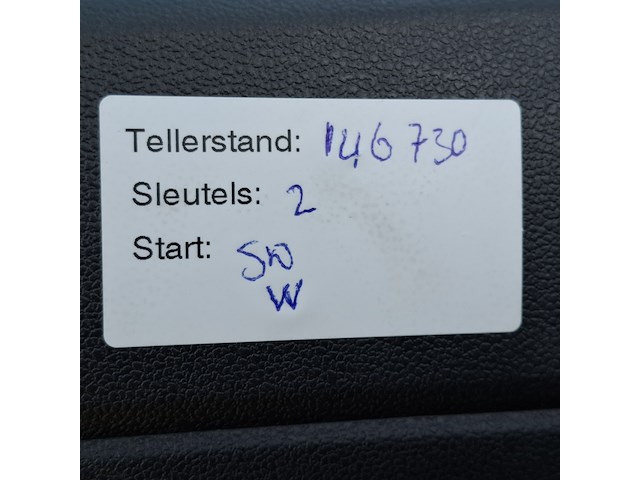 Tellerstand: 146730
Sleutels: 2
Start: SW
W